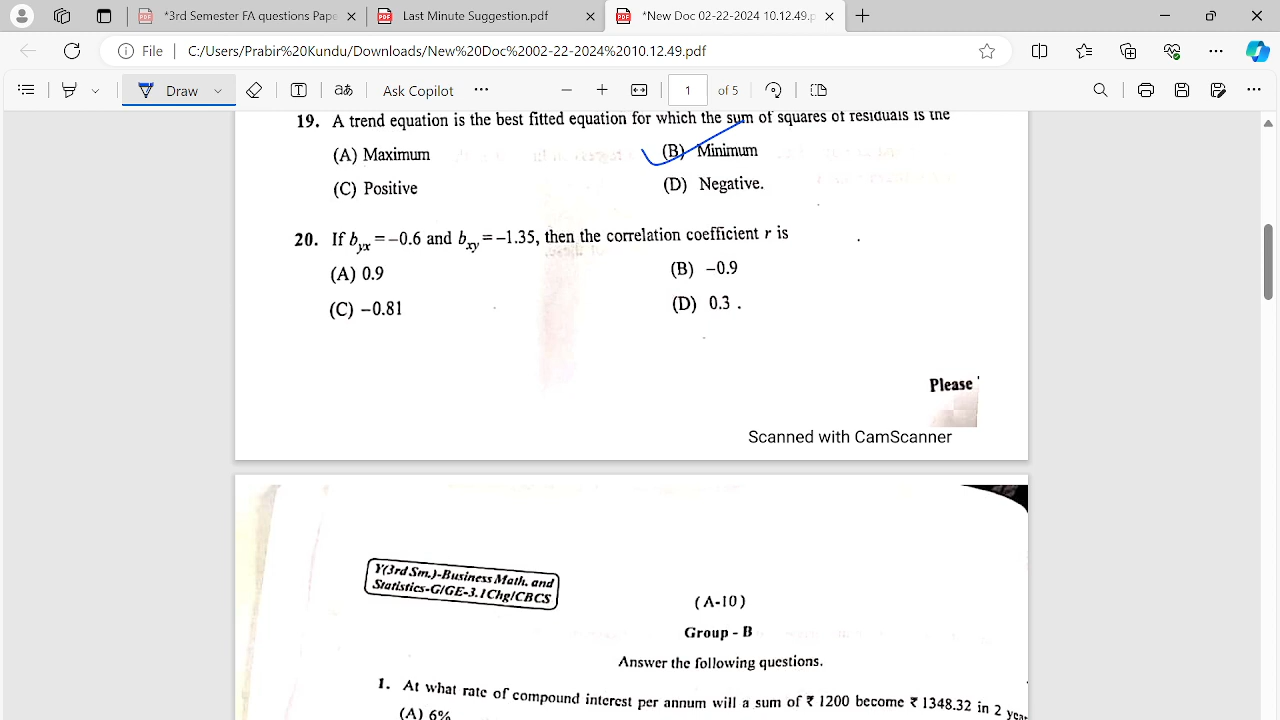 *3rd Semester FA questions Pape
Last Minute Suggestion.pdf
*New Doc 02-22-2024 10.12.49.p
File
C:/Users/Prabir%20Kundu/Downloads/New%20Doc%2002-22-2024%2010.12.49.pdf
Draw
Ask Copilot
1 of 5
19. A trend equation is the best fitted equation for which the sum of squares of residuals is the
(A) Maximum (B) Minimum
(C) Positive (D) Negative.
20. If byx = –0.6 and bxy = –1.35, then the correlation coefficient r is
(A) 0.9 (B) –0.9
(C) –0.81 (D) 0.3 .
Please
Scanned with CamScanner
Y(3rd Sm.)-Business Math. and
Statistics-G/GE-3.1Chg/CBCS
(A-10)
Group - B
Answer the following questions.
1. At what rate of compound interest per annum will a sum of ₹ 1200 become ₹ 1348.32 in 2 year
(A) 6%